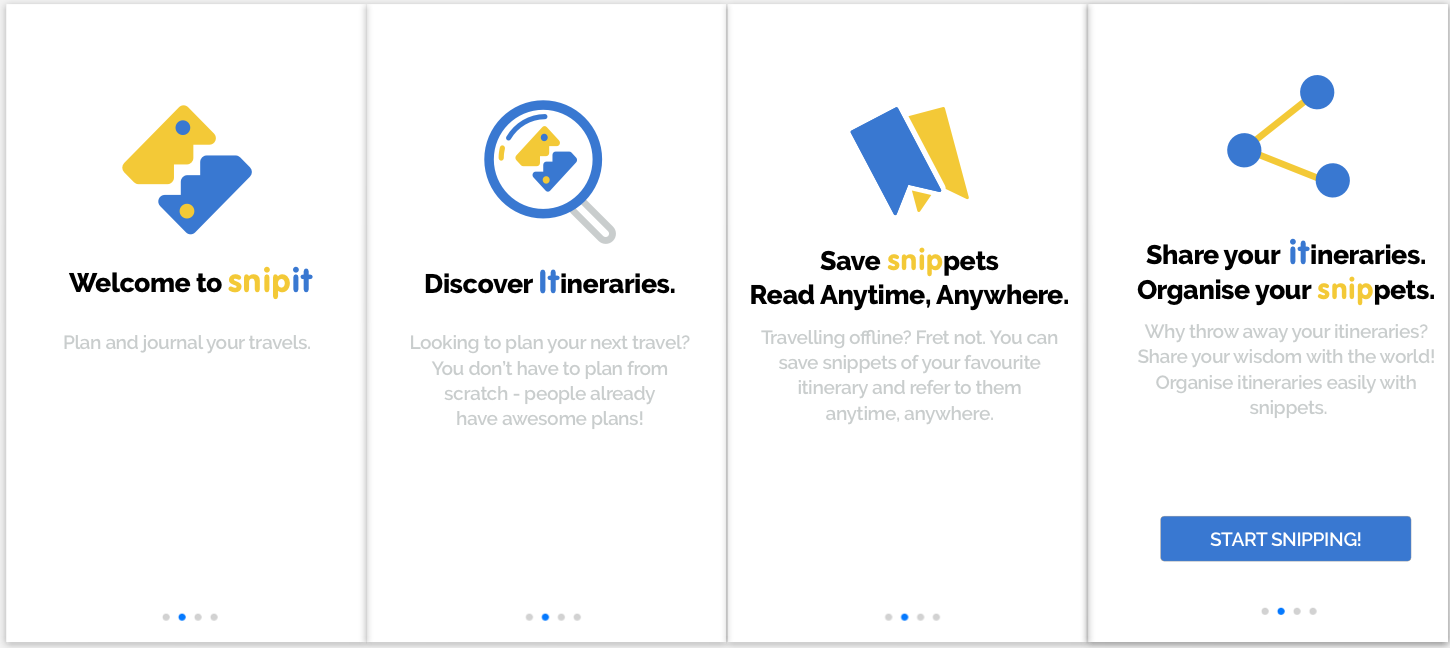 Welcome to snipit
Plan and journal your travels.
Discover Itineraries.
Looking to plan your next travel?
You don't have to plan from
scratch - people already
have awesome plans!
Save snippets
Read Anytime, Anywhere.
Travelling offline? Fret not. You can
save snippets of your favourite
itinerary and refer to them
anytime, anywhere.
Share your itineraries.
Organise your snippets.
Why throw away your itineraries?
Share your wisdom with the world!
Organise itineraries easily with
snippets.
START SNIPPING!